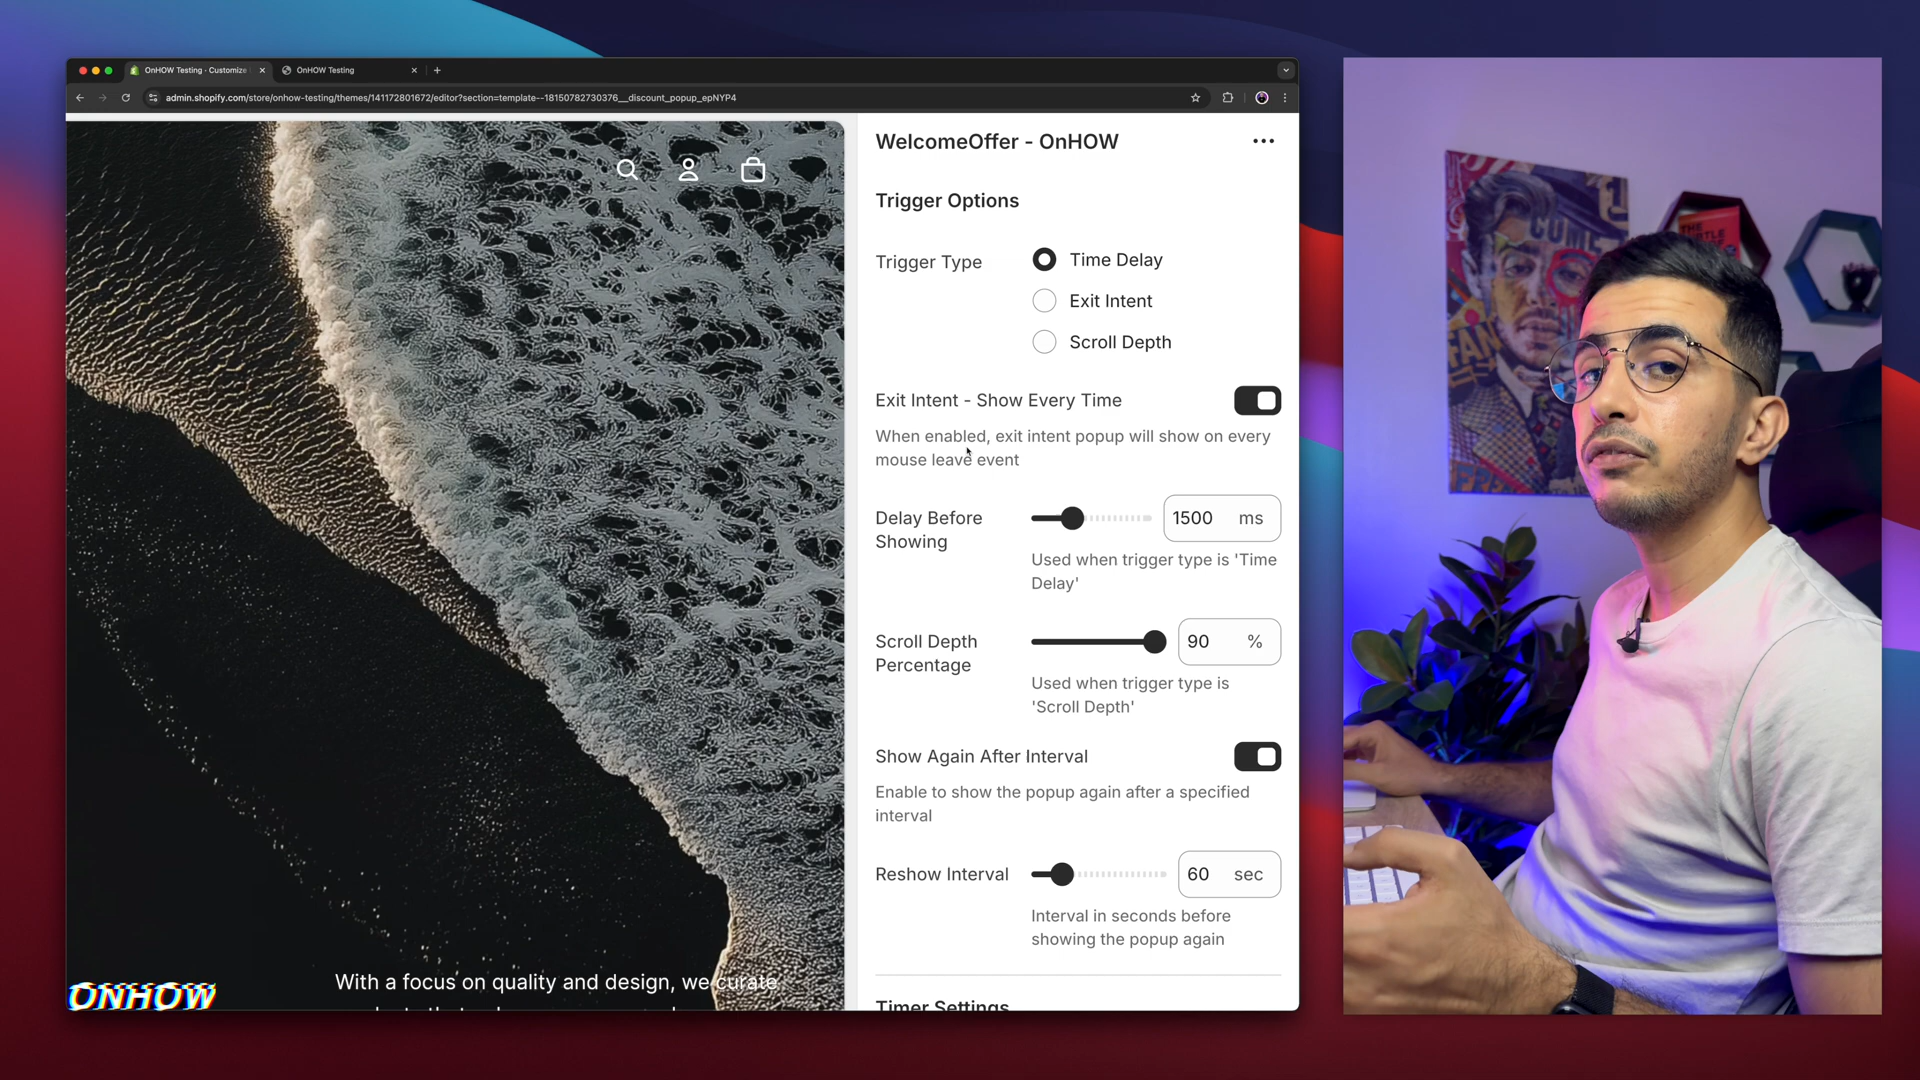 OnHOW Testing · Customize
OnHOW Testing
admin.shopify.com/store/onhow-testing/themes/141172801672/editor?section=template--18150782730376__discount_popup_epNYP4
WelcomeOffer - OnHOW
Trigger Options
Trigger Type
Time Delay
Exit Intent
Scroll Depth
Exit Intent - Show Every Time
When enabled, exit intent popup will show on every
mouse leave event
Delay Before
Showing
1500 ms
Used when trigger type is 'Time
Delay'
Scroll Depth
Percentage
90 %
Used when trigger type is
'Scroll Depth'
Show Again After Interval
Enable to show the popup again after a specified
interval
Reshow Interval
60 sec
Interval in seconds before
showing the popup again
Timer Settings
With a focus on quality and design, we curate
ONHOW
COME
FAN
THE